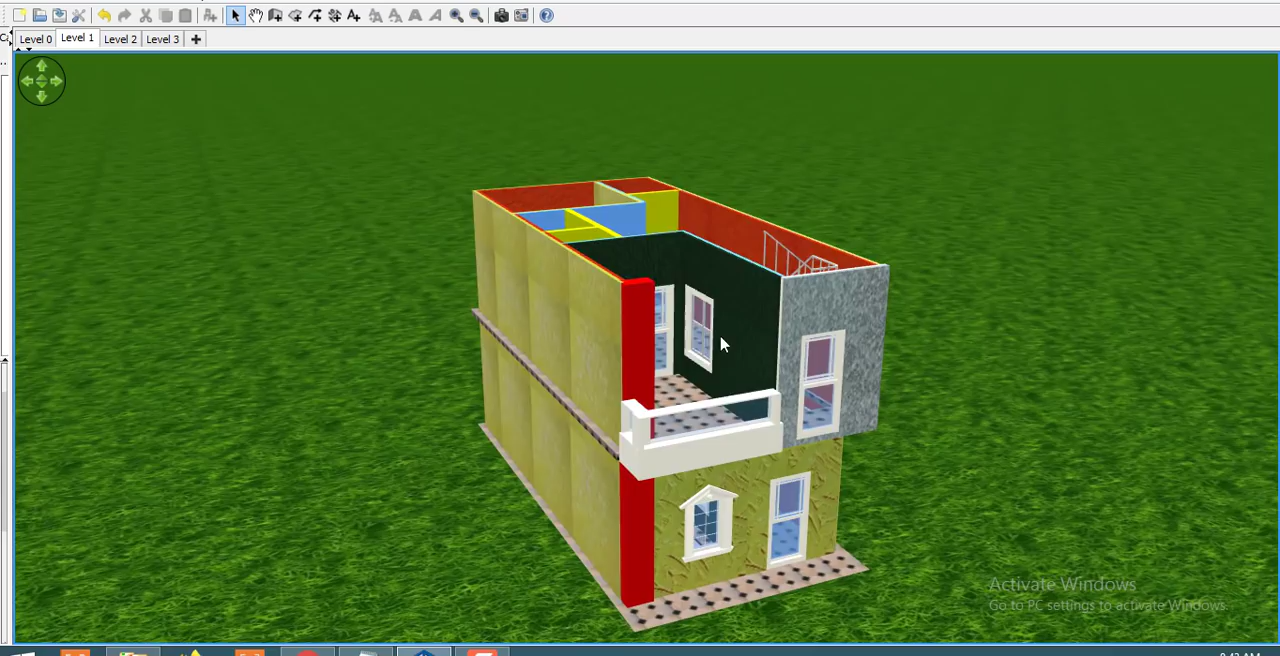 Level 0 Level 1 Level 2 Level 3
Activate Windows
Go to PC settings to activate Windows.